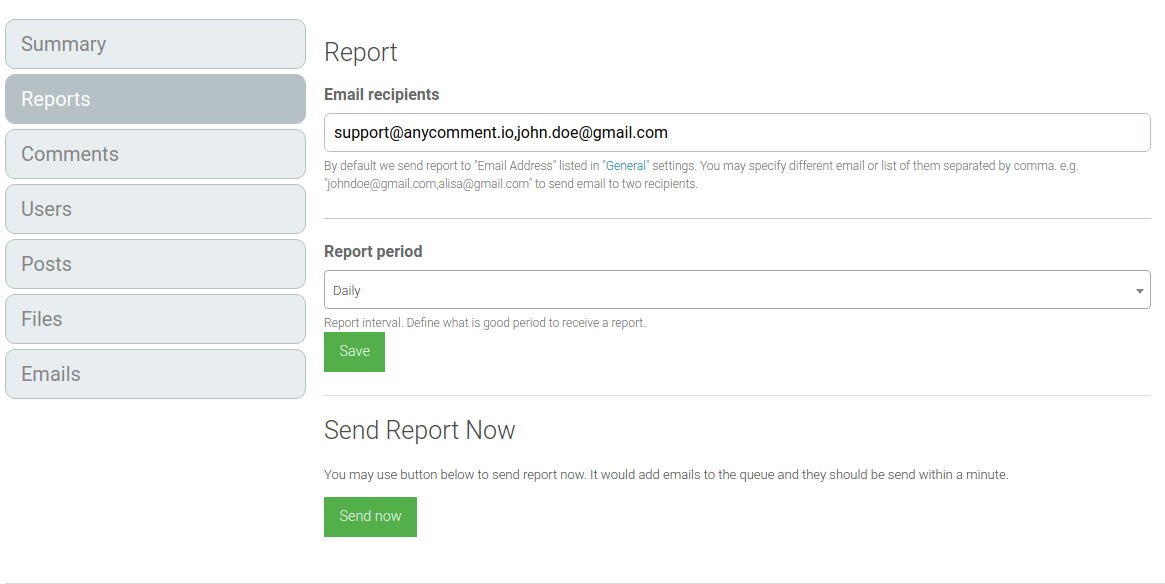 Summary
Reports
Comments
Users
Posts
Files
Emails
Report
Email recipients
support@anycomment.io,john.doe@gmail.com
By default we send report to "Email Address" listed in "General" settings. You may specify different email or list of them separated by comma. e.g.
"johndoe@gmail.com,alisa@gmail.com" to send email to two recipients.
Report period
Daily
Report interval. Define what is good period to receive a report.
Save
Send Report Now
You may use button below to send report now. It would add emails to the queue and they should be send within a minute.
Send now